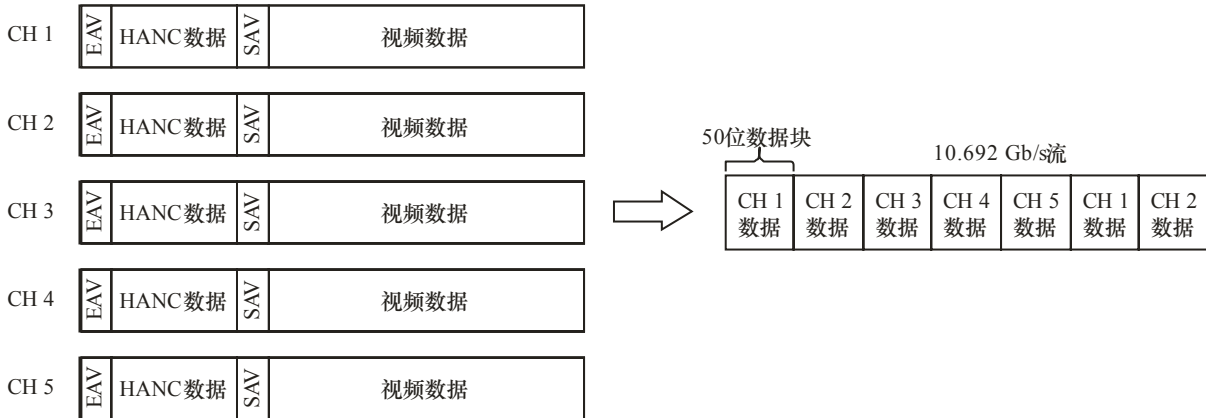 CH 1 EAV HANC数据 SAV 视频数据
CH 2 EAV HANC数据 SAV 视频数据
CH 3 EAV HANC数据 SAV 视频数据
CH 4 EAV HANC数据 SAV 视频数据
CH 5 EAV HANC数据 SAV 视频数据
50位数据块
10.692 Gb/s流
CH 1 CH 2 CH 3 CH 4 CH 5 CH 1 CH 2
数据 数据 数据 数据 数据 数据 数据